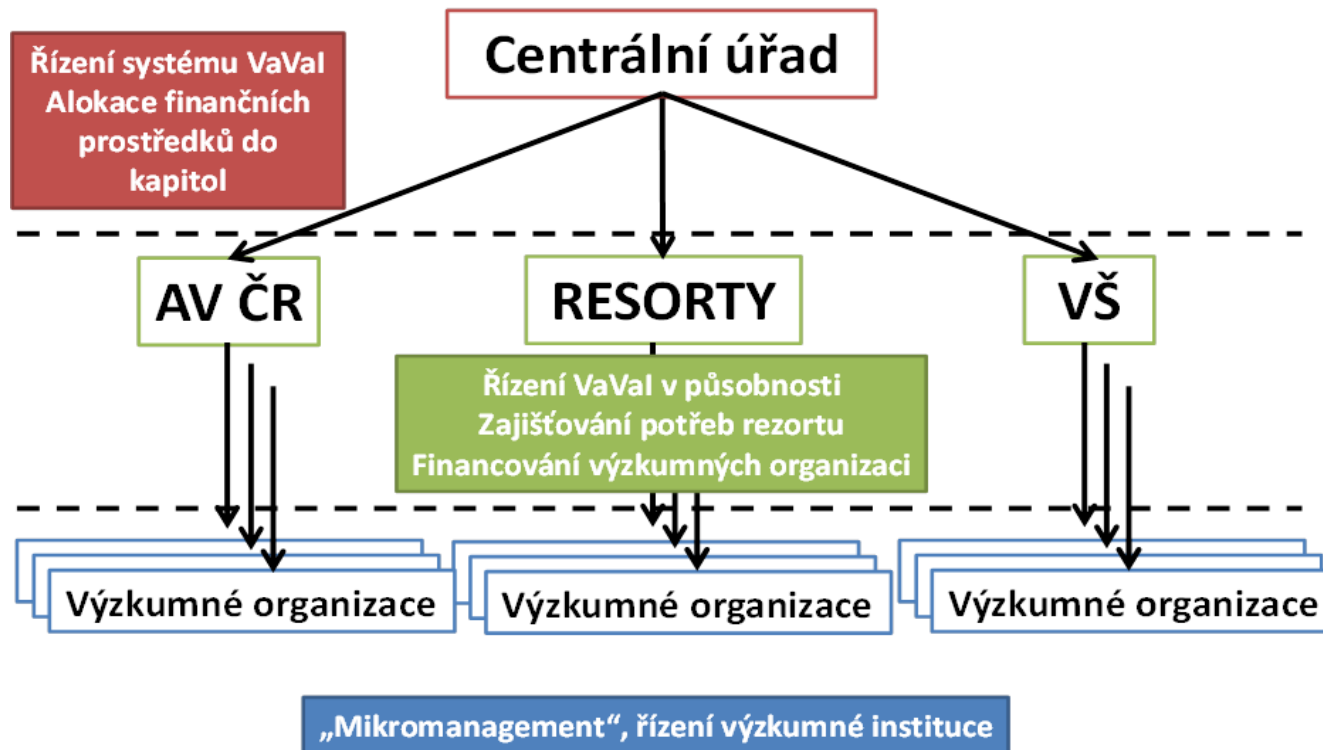 Centrální úřad
Řízení systému VaVaI
Alokace finančních
prostředků do
kapitol
AV ČR
RESORTY
VŠ
Řízení VaVaI v působnosti
Zajišťování potřeb rezortu
Financování výzkumných organizaci
Výzkumné organizace
Výzkumné organizace
Výzkumné organizace
„Mikromanagement“, řízení výzkumné instituce